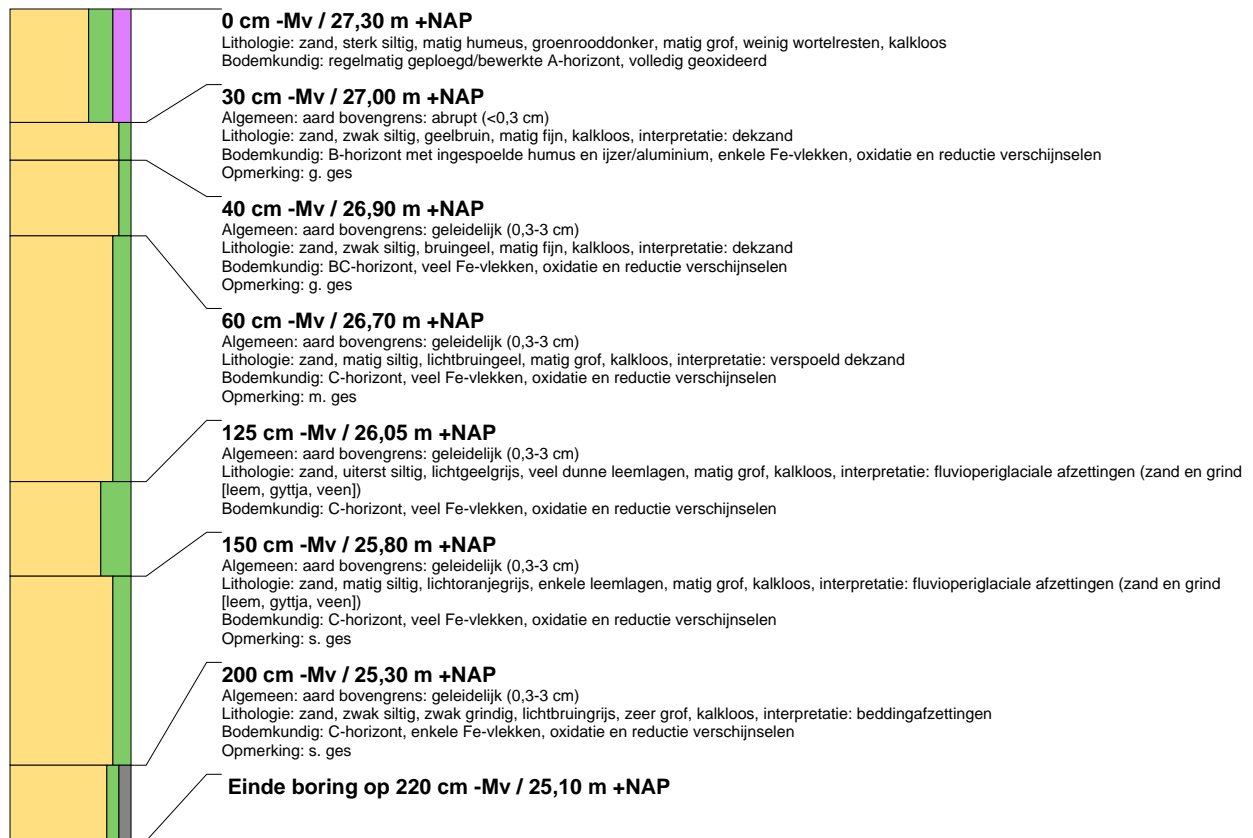 0 cm -Mv / 27,30 m +NAP
Lithologie: zand, sterk siltig, matig humeus, groenrooddonker, matig grof, weinig wortelresten, kalkloos
Bodemkundig: regelmatig geploegd/bewerkte A-horizont, volledig geoxideerd
30 cm -Mv / 27,00 m +NAP
Algemeen: aard bovengrens: abrupt (<0,3 cm)
Lithologie: zand, zwak siltig, geelbruin, matig fijn, kalkloos, interpretatie: dekzand
Bodemkundig: B-horizont met ingespoelde humus en ijzer/aluminium, enkele Fe-vlekken, oxidatie en reductie verschijnselen
Opmerking: g. ges
40 cm -Mv / 26,90 m +NAP
Algemeen: aard bovengrens: geleidelijk (0,3-3 cm)
Lithologie: zand, zwak siltig, bruingeel, matig fijn, kalkloos, interpretatie: dekzand
Bodemkundig: BC-horizont, veel Fe-vlekken, oxidatie en reductie verschijnselen
Opmerking: g. ges
60 cm -Mv / 26,70 m +NAP
Algemeen: aard bovengrens: geleidelijk (0,3-3 cm)
Lithologie: zand, matig siltig, lichtbruingeel, matig grof, kalkloos, interpretatie: verspoeld dekzand
Bodemkundig: C-horizont, veel Fe-vlekken, oxidatie en reductie verschijnselen
Opmerking: m. ges
125 cm -Mv / 26,05 m +NAP
Algemeen: aard bovengrens: geleidelijk (0,3-3 cm)
Lithologie: zand, uiterst siltig, lichtgeelgrijs, veel dunne leemlagen, matig grof, kalkloos, interpretatie: fluvioperiglaciale afzettingen (zand en grind
[leem, gyttja, veen])
Bodemkundig: C-horizont, veel Fe-vlekken, oxidatie en reductie verschijnselen
150 cm -Mv / 25,80 m +NAP
Algemeen: aard bovengrens: geleidelijk (0,3-3 cm)
Lithologie: zand, matig siltig, lichtoranjegrijs, enkele leemlagen, matig grof, kalkloos, interpretatie: fluvioperiglaciale afzettingen (zand en grind
[leem, gyttja, veen])
Bodemkundig: C-horizont, veel Fe-vlekken, oxidatie en reductie verschijnselen
Opmerking: s. ges
200 cm -Mv / 25,30 m +NAP
Algemeen: aard bovengrens: geleidelijk (0,3-3 cm)
Lithologie: zand, zwak siltig, zwak grindig, lichtbruingrijs, zeer grof, kalkloos, interpretatie: beddingafzettingen
Bodemkundig: C-horizont, enkele Fe-vlekken, oxidatie en reductie verschijnselen
Opmerking: s. ges
Einde boring op 220 cm -Mv / 25,10 m +NAP